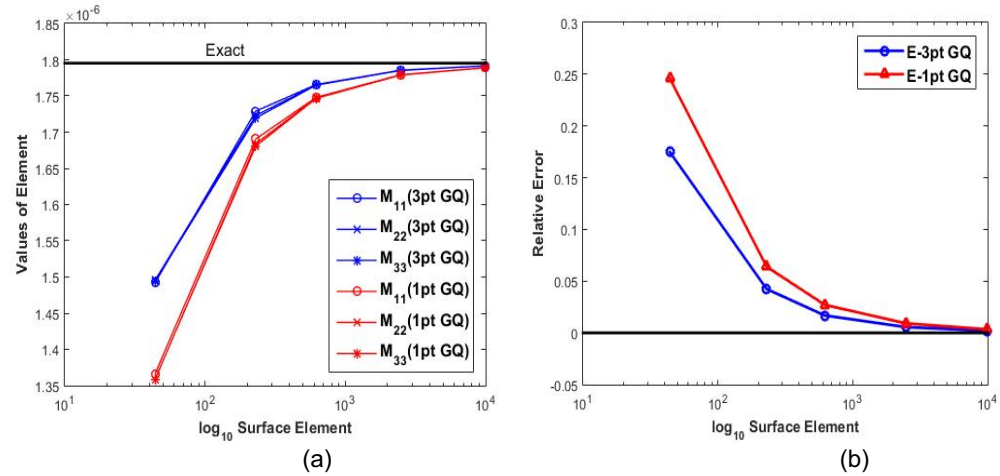 ×10⁻⁶
1.85
1.8
1.75
1.7
1.65
1.6
1.55
1.5
1.45
1.4
1.35
Values of Element
Exact
M₁₁(3pt GQ)
M₂₂(3pt GQ)
M₃₃(3pt GQ)
M₁₁(1pt GQ)
M₂₂(1pt GQ)
M₃₃(1pt GQ)
10¹ 10² 10³ 10⁴
log₁₀ Surface Element
(a)
0.3
0.25
0.2
0.15
0.1
0.05
0
-0.05
Relative Error
E-3pt GQ
E-1pt GQ
10¹ 10² 10³ 10⁴
log₁₀ Surface Element
(b)